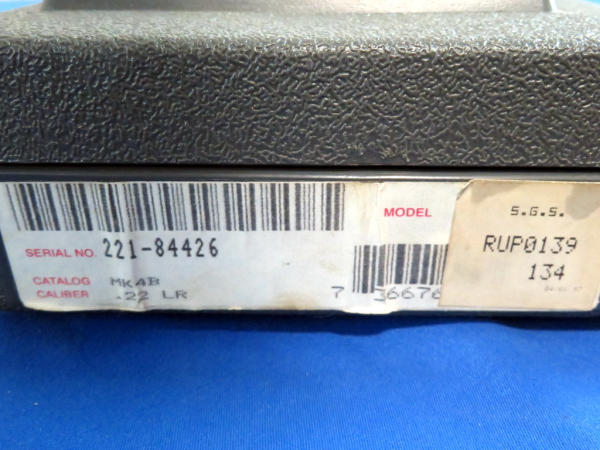 SERIAL NO. 221-84426
MODEL
CATALOG MK4B
CALIBER .22 LR
7 36676
S.G.S.
RUP0139
134